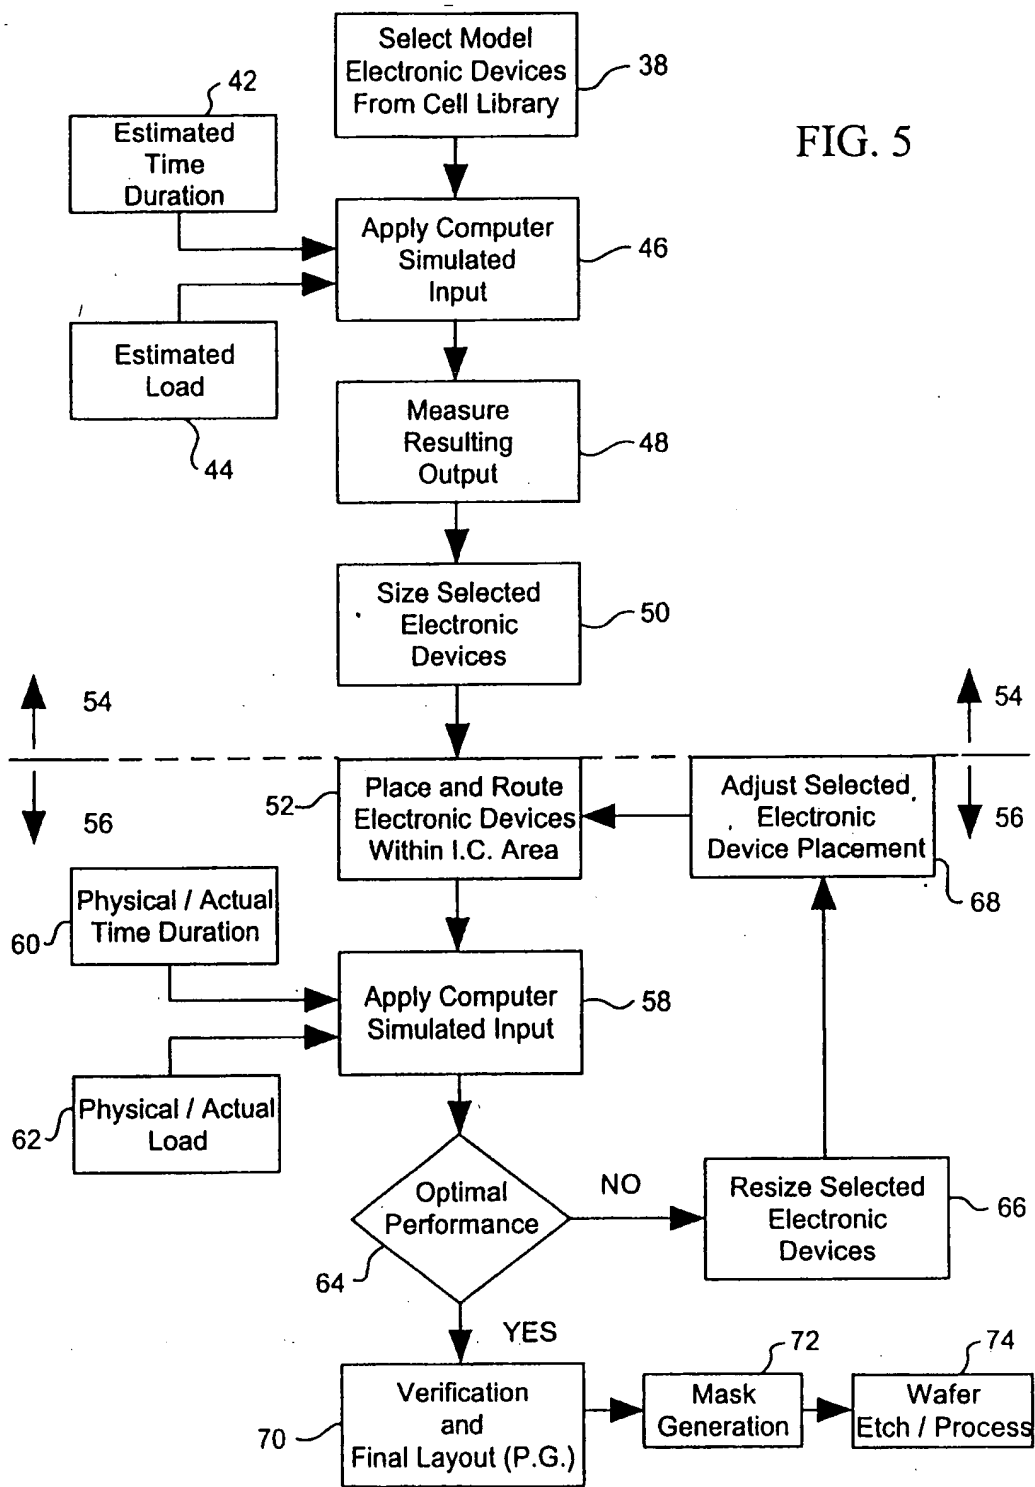 Select Model
Electronic Devices
From Cell Library
38
FIG. 5
42
Estimated
Time
Duration
Apply Computer
Simulated
Input
46
Estimated
Load
44
Measure
Resulting
Output
48
Size Selected
Electronic
Devices
50
54
54
56
56
52
Place and Route
Electronic Devices
Within I.C. Area
Adjust Selected
Electronic
Device Placement
68
Physical / Actual
Time Duration
60
Apply Computer
Simulated Input
58
Physical / Actual
Load
62
Optimal
Performance
64
NO
Resize Selected
Electronic
Devices
66
YES
Verification
and
Final Layout (P.G.)
70
72
Mask
Generation
74
Wafer
Etch / Process